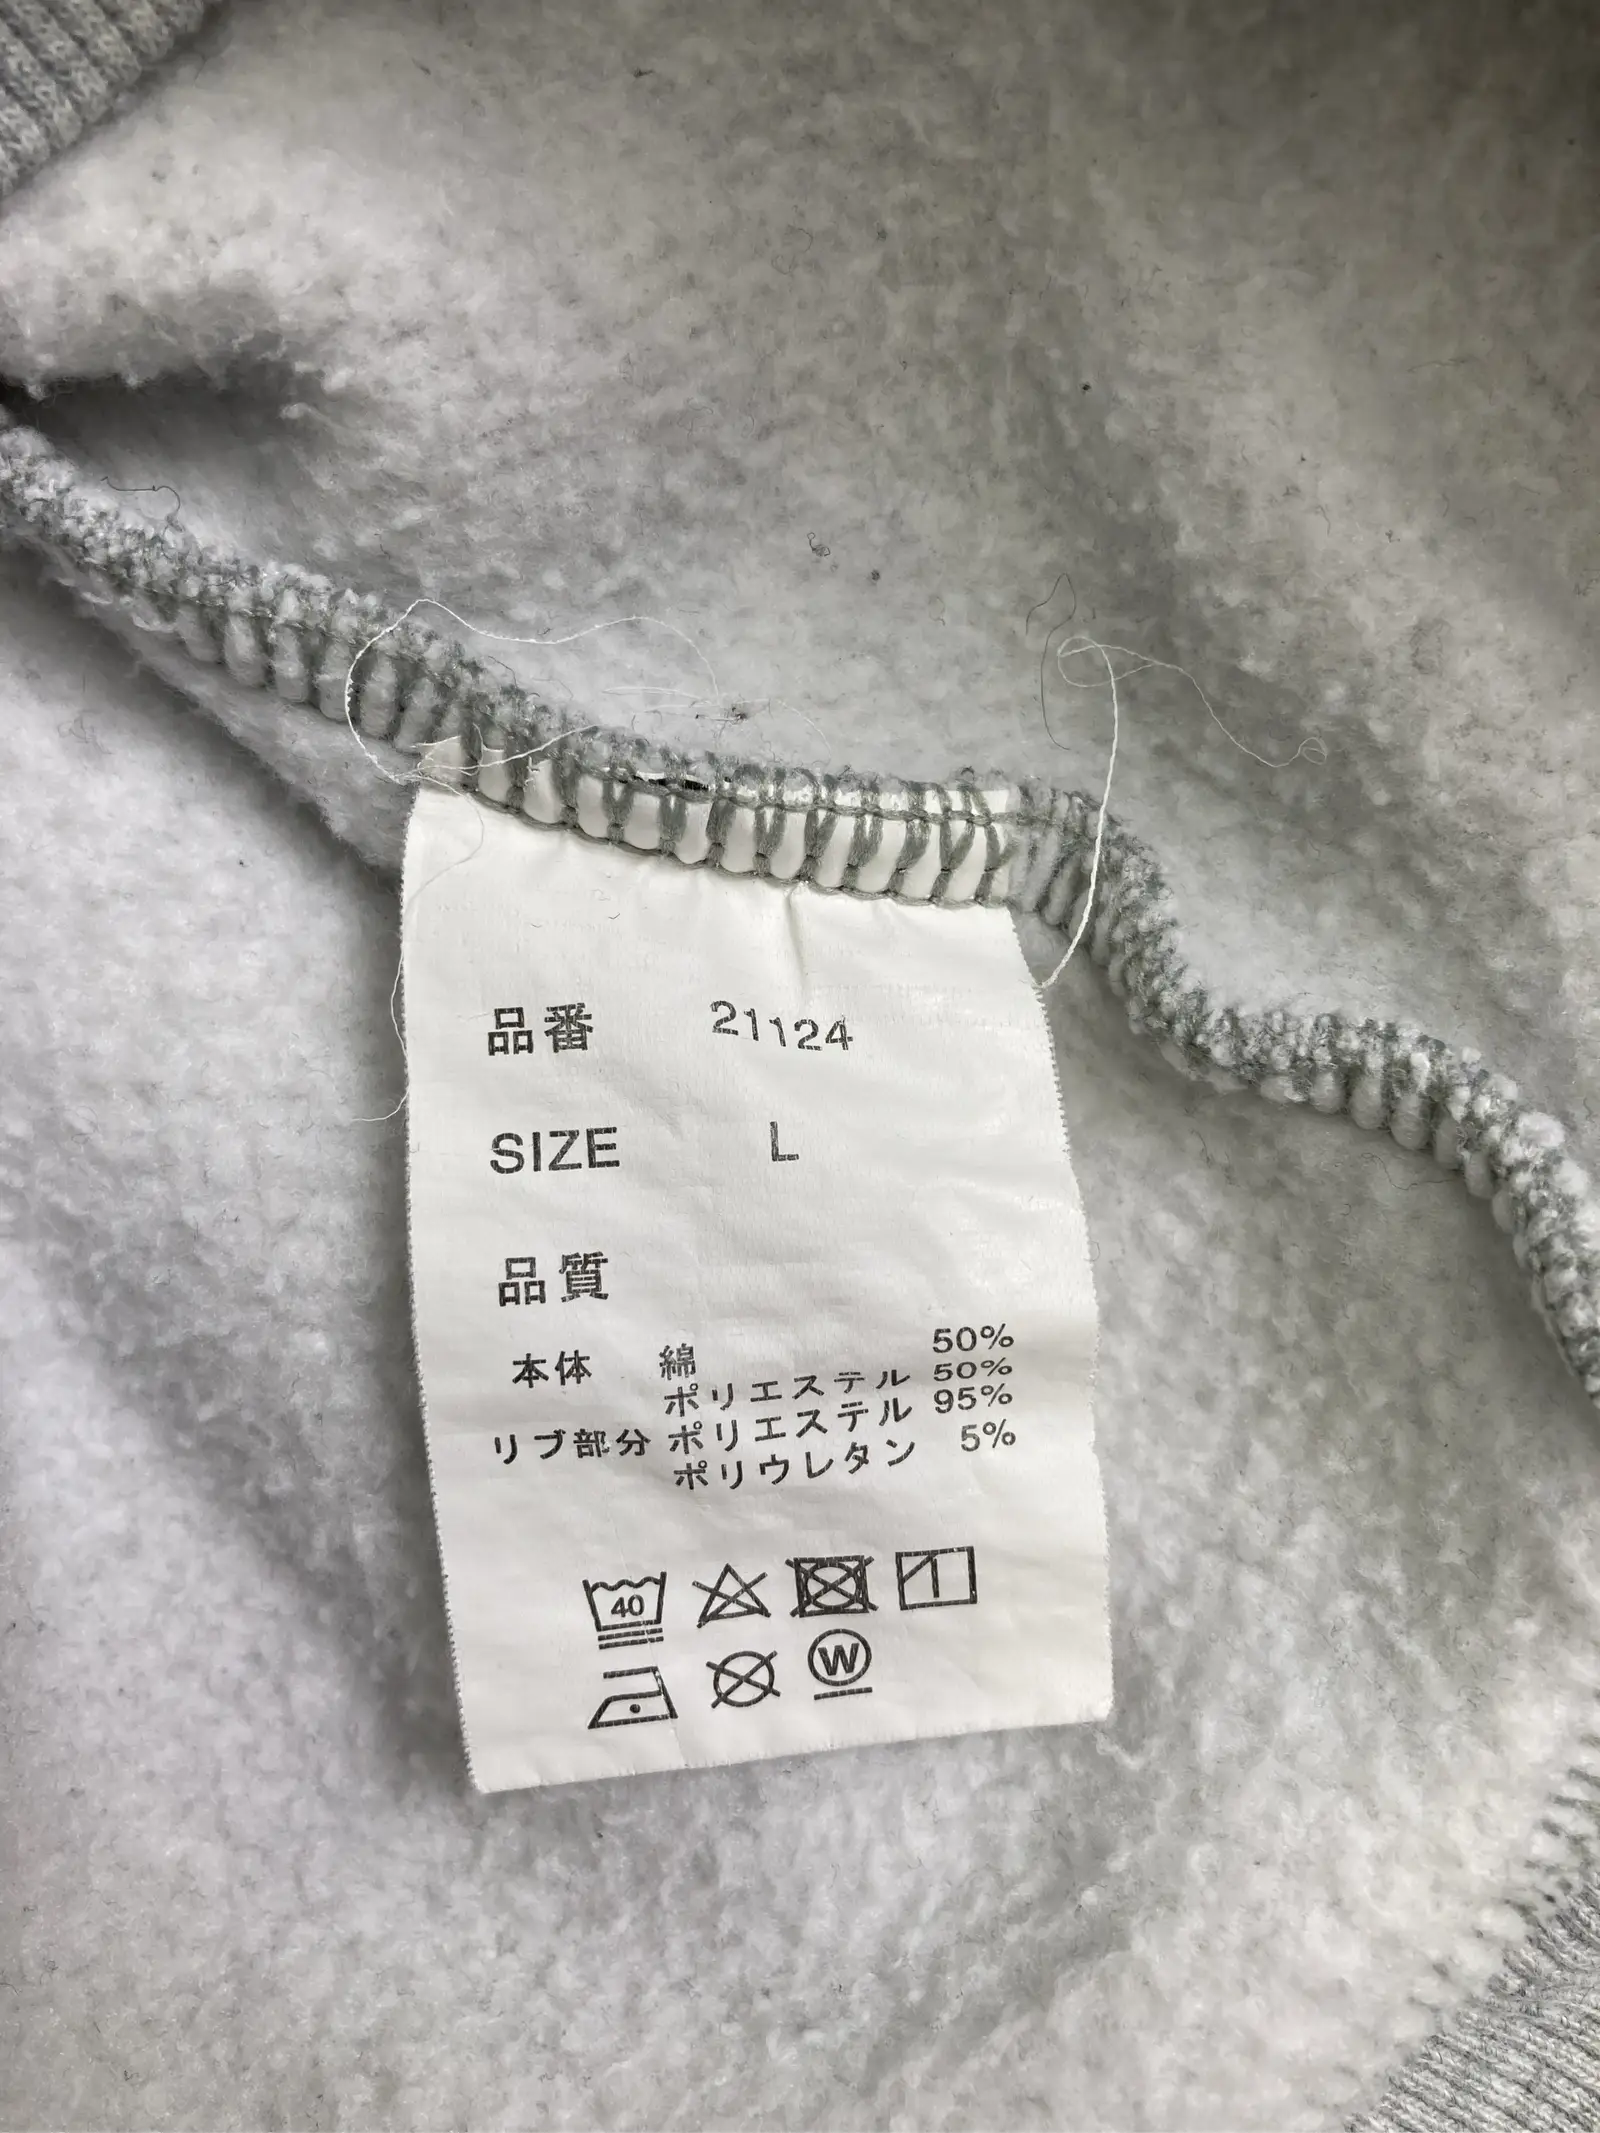 品番 21124
SIZE L
品質
本体 綿 50%
ポリエステル 50%
リブ部分 ポリエステル 95%
ポリウレタン 5%
40
W